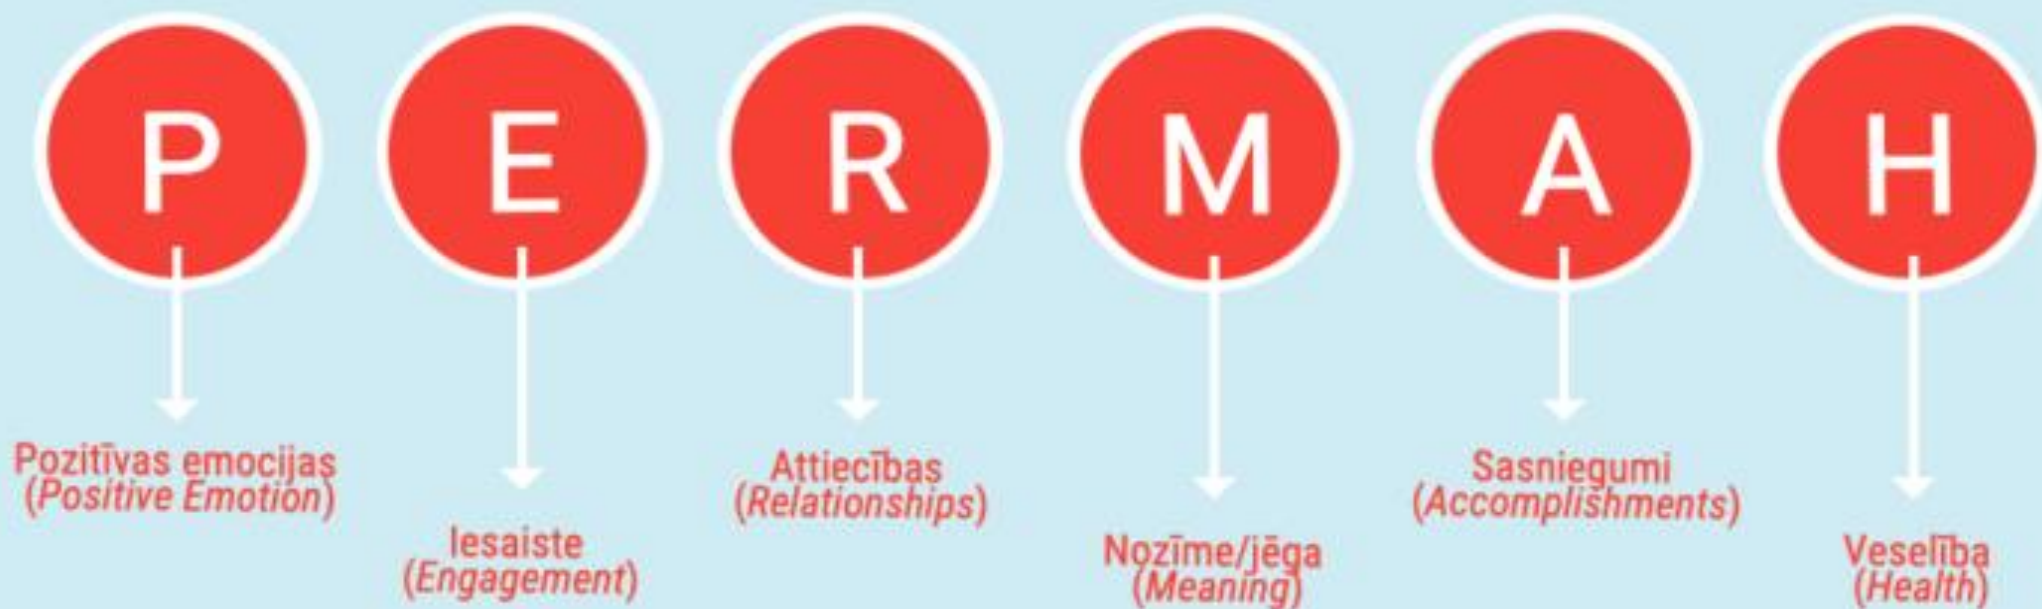 P
E
R
M
A
H
Pozitīvas emocijas
(Positive Emotion)
Iesaiste
(Engagement)
Attiecības
(Relationships)
Nozīme/jēga
(Meaning)
Sasniegumi
(Accomplishments)
Veselība
(Health)